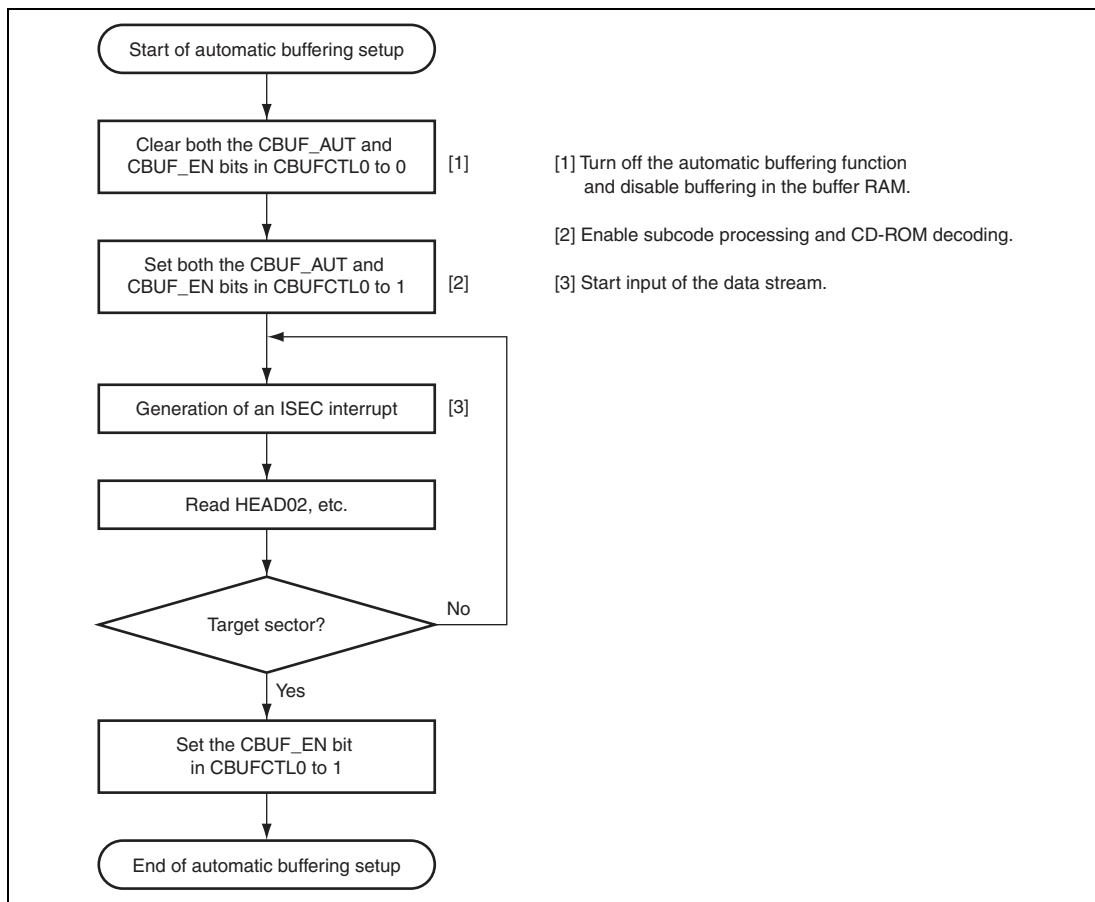 Start of automatic buffering setup
Clear both the CBUF_AUT and
CBUF_EN bits in CBUFCTL0 to 0
[1]
[1] Turn off the automatic buffering function
and disable buffering in the buffer RAM.
[2] Enable subcode processing and CD-ROM decoding.
Set both the CBUF_AUT and
CBUF_EN bits in CBUFCTL0 to 1
[2]
[3] Start input of the data stream.
Generation of an ISEC interrupt
[3]
Read HEAD02, etc.
Target sector?
No
Yes
Set the CBUF_EN bit
in CBUFCTL0 to 1
End of automatic buffering setup